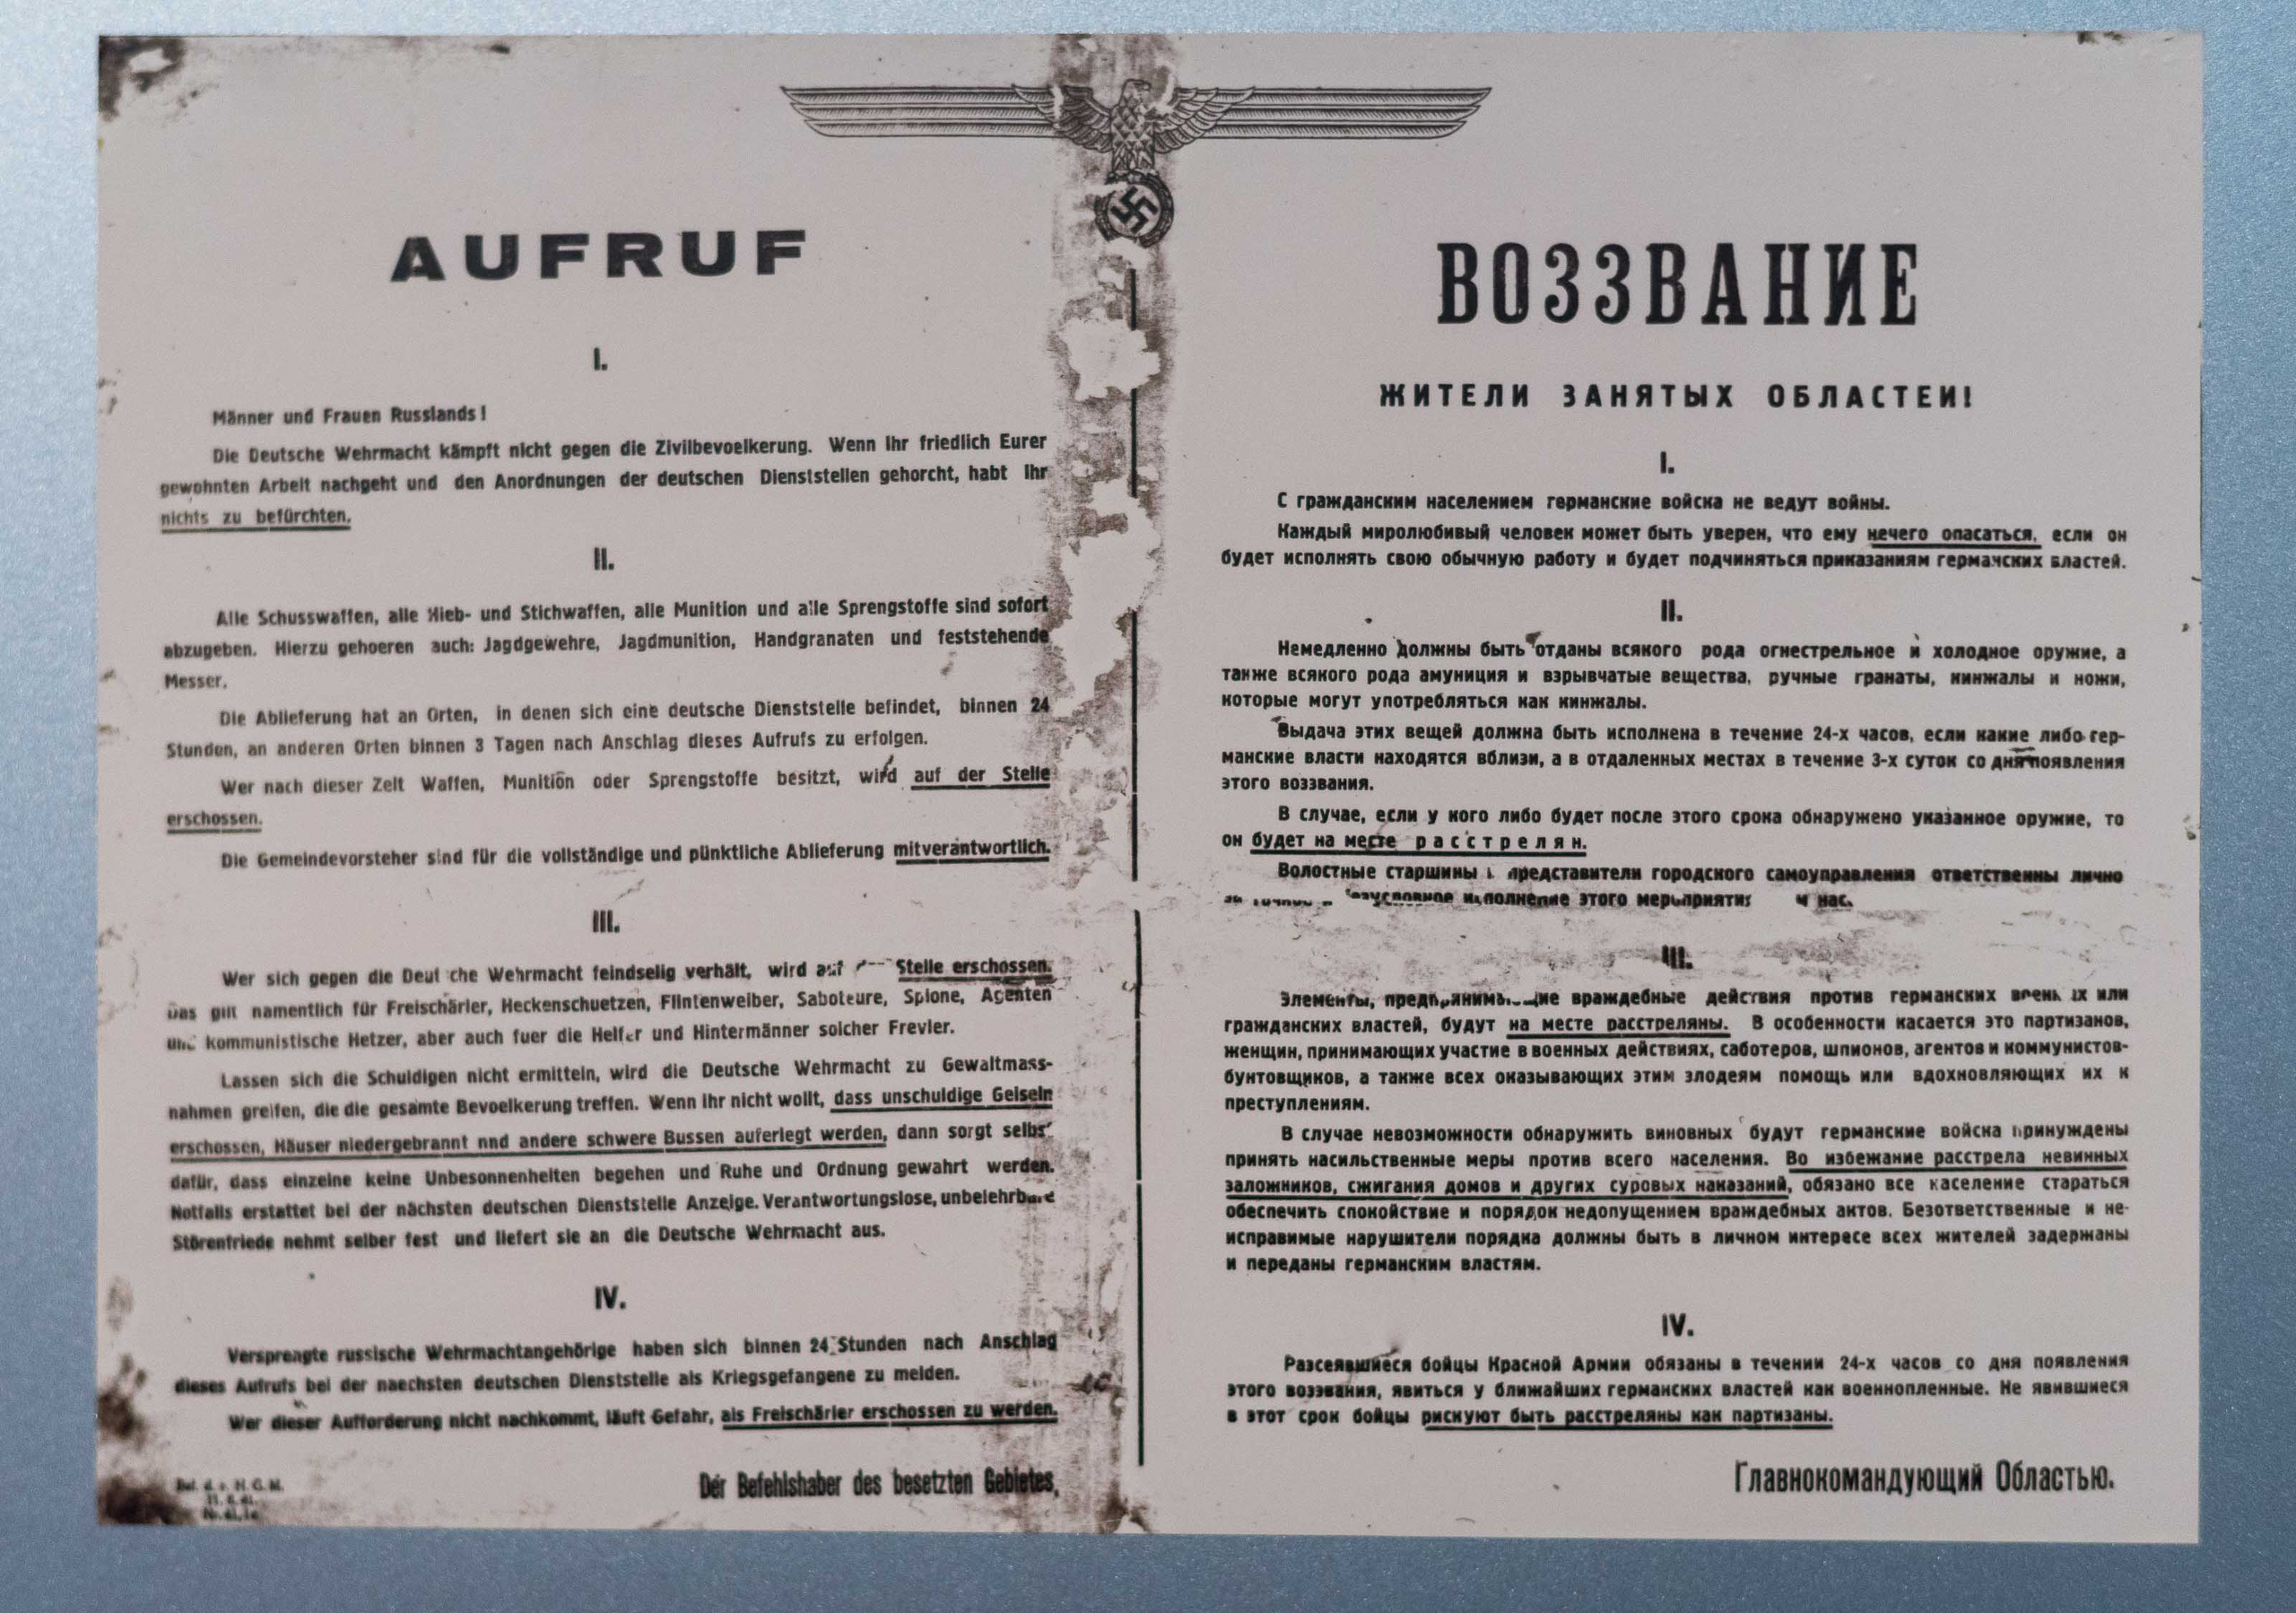 AUFRUF
I.
Männer und Frauen Russlands!
Die Deutsche Wehrmacht kämpft nicht gegen die Zivilbevoelkerung. Wenn Ihr friedlich Eurer
gewohnten Arbeit nachgeht und den Anordnungen der deutschen Dienststellen gehorcht, habt Ihr
nichts zu befürchten.
II.
Alle Schusswaffen, alle Hieb- und Stichwaffen, alle Munition und alle Sprengstoffe sind sofort
abzugeben. Hierzu gehoeren auch: Jagdgewehre, Jagdmunition, Handgranaten und feststehende
Messer.
Die Ablieferung hat an Orten, in denen sich eine deutsche Dienststelle befindet, binnen 24
Stunden, an anderen Orten binnen 3 Tagen nach Anschlag dieses Aufrufs zu erfolgen.
Wer nach dieser Zeit Waffen, Munition oder Sprengstoffe besitzt, wird auf der Stelle
erschossen.
Die Gemeindevorsteher sind für die vollständige und pünktliche Ablieferung mitverantwortlich.
III.
Wer sich gegen die Deutsche Wehrmacht feindselig verhält, wird auf Stelle erschossen.
Das gilt namentlich für Freischärler, Heckenschuetzen, Flintenweiber, Saboteure, Spione, Agenten
und kommunistische Hetzer, aber auch fuer die Helfer und Hintermänner solcher Frevler.
Lassen sich die Schuldigen nicht ermitteln, wird die Deutsche Wehrmacht zu Gewaltmass-
nahmen greifen, die die gesamte Bevoelkerung treffen. Wenn Ihr nicht wollt, dass unschuldige Geiseln
erschossen, Häuser niedergebrannt nnd andere schwere Bussen auferlegt werden, dann sorgt selbst
dafür, dass einzelne keine Unbesonnenheiten begehen und Ruhe und Ordnung gewahrt werden.
Notfalls erstattet bei der nächsten deutschen Dienststelle Anzeige. Verantwortungslose, unbelehrbare
Störenfriede nehmt selber fest und liefert sie an die Deutsche Wehrmacht aus.
IV.
Versprengte russische Wehrmachtangehörige haben sich binnen 24 Stunden nach Anschlag
dieses Aufrufs bei der naechsten deutschen Dienststelle als Kriegsgefangene zu melden.
Wer dieser Aufforderung nicht nachkommt, läuft Gefahr, als Freischärler erschossen zu werden.
Der Befehlshaber des besetzten Gebietes,
ВОЗЗВАНИЕ
ЖИТЕЛИ ЗАНЯТЫХ ОБЛАСТЕИ!
I.
С гражданским населением германские войска не ведут войны.
Каждый миролюбивый человек может быть уверен, что ему нечего опасаться, если он
будет исполнять свою обычную работу и будет подчиняться приказаниям германских властей.
II.
Немедленно должны быть отданы всякого рода огнестрельное и холодное оружие, а
также всякого рода амуниция и взрывчатые вещества, ручные гранаты, кинжалы и ножи,
которые могут употребляться как кинжалы.
Выдача этих вещей должна быть исполнена в течение 24-х часов, если какие либо гер-
манские власти находятся вблизи, а в отдаленных местах в течение 3-х суток со дня появления
этого воззвания.
В случае, если у кого либо будет после этого срока обнаружено указанное оружие, то
он будет на месте расстрелян.
Волостные старшины представители городского самоуправления ответственны лично
исполнение этого мероприятия
III.
Элементы, предпринимающие враждебные действия против германских военных или
гражданских властей, будут на месте расстреляны. В особенности касается это партизанов,
женщин, принимающих участие в военных действиях, саботеров, шпионов, агентов и коммунистов-
бунтовщиков, а также всех оказывающих этим злодеям помощь или вдохновляющих их к
преступлениям.
В случае невозможности обнаружить виновных будут германские войска принуждены
принять насильственные меры против всего населения. Во избежание расстрела невинных
заложников, сжигания домов и других суровых наказаний, обязано все каселение стараться
обеспечить спокойствие и порядок недопущением враждебных актов. Безответственные и не-
исправимые нарушители порядка должны быть в личном интересе всех жителей задержаны
и переданы германским властям.
IV.
Разсеявшиеся бойцы Красной Армии обязаны в течении 24-х часов со дня появления
этого воззвания, явиться у ближайших германских властей как военнопленные. Не явившиеся
в этот срок бойцы рискуют быть расстреляны как партизаны.
Главнокомандующий Областью.